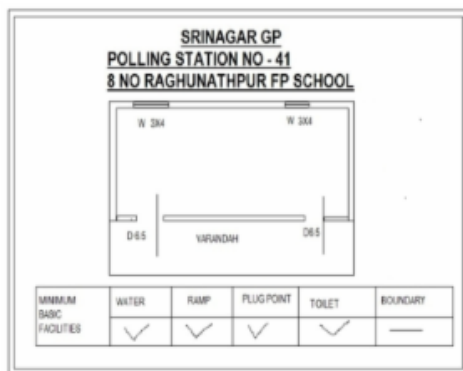 SRINAGAR GP
POLLING STATION NO - 41
8 NO RAGHUNATHPUR FP SCHOOL
W 3X4 W 3X4
D 6.5 VARANDAH D6.5
MINIMUM BASIC FACILITIES WATER RAMP PLUG POINT TOILET BOUNDARY